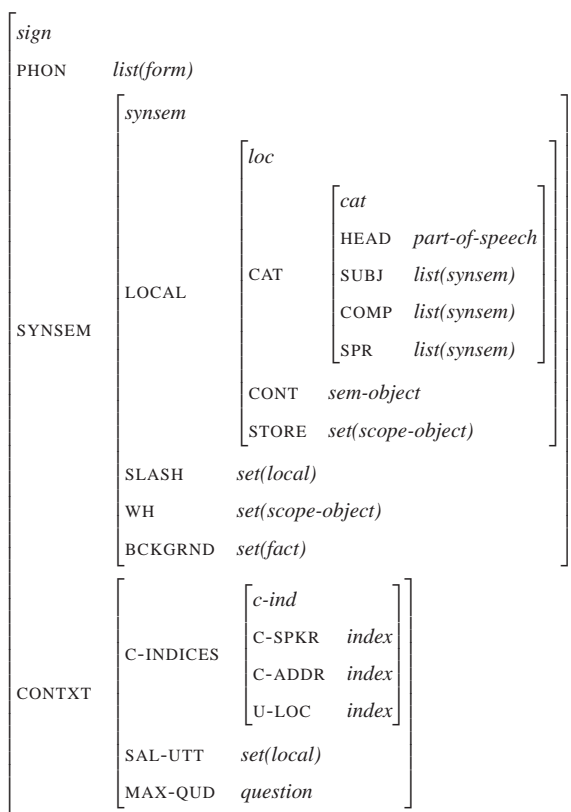 sign
PHON list(form)
synsem
loc
cat
HEAD part-of-speech
CAT SUBJ list(synsem)
LOCAL COMP list(synsem)
SYNSEM SPR list(synsem)
CONT sem-object
STORE set(scope-object)
SLASH set(local)
WH set(scope-object)
BCKGRND set(fact)
c-ind
C-SPKR index
C-INDICES C-ADDR index
CONTXT U-LOC index
SAL-UTT set(local)
MAX-QUD question